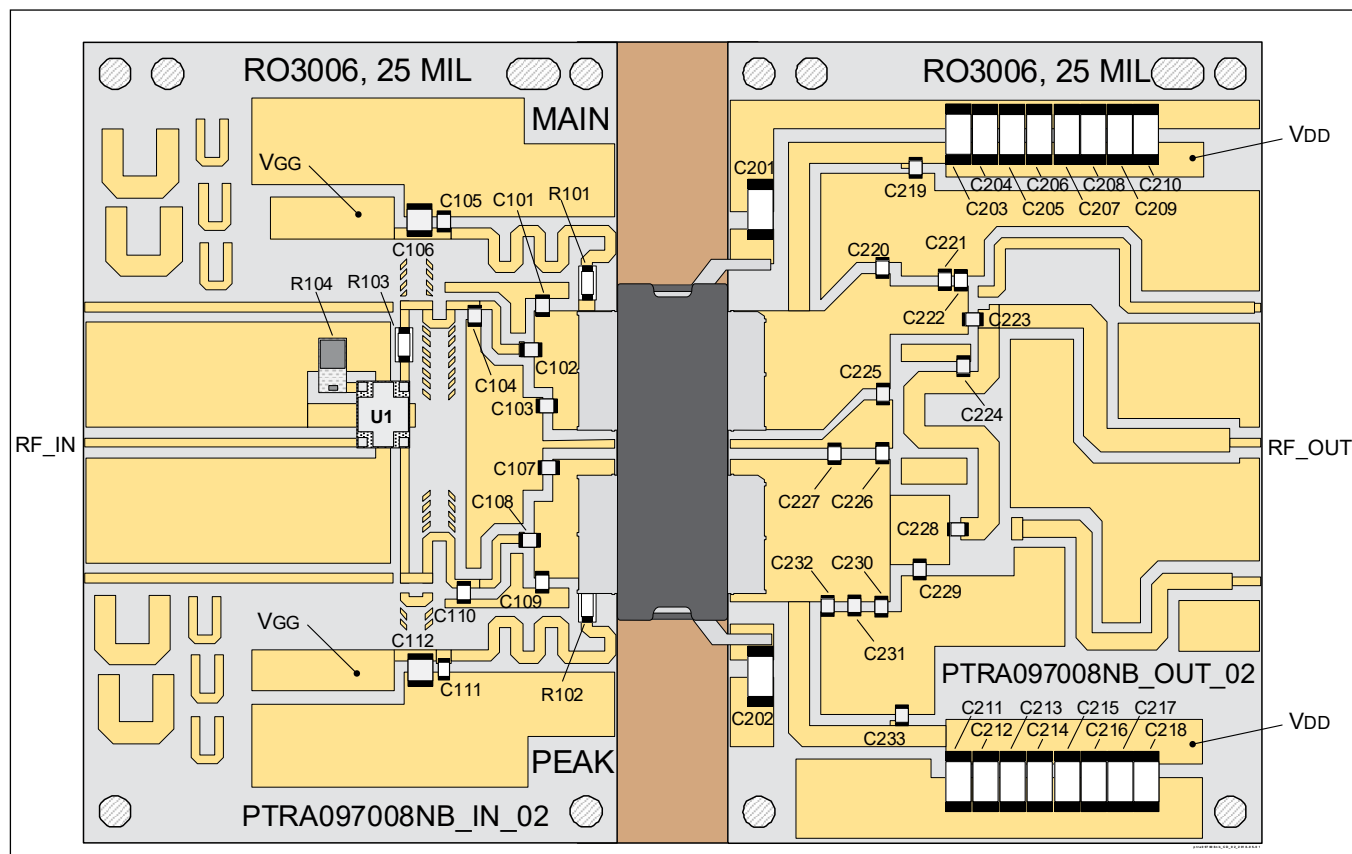 RO3006, 25 MIL
RO3006, 25 MIL
MAIN
VGG
VDD
C105
C101
R101
C201
C219
C204
C206
C208
C210
C203
C205
C207
C209
C106
R104
R103
C220
C221
C222
C223
C102
C104
C103
C225
C224
U1
RF_IN
RF_OUT
C107
C108
C227
C226
C228
C232
C230
C229
C109
C110
C231
VGG
C112
C111
R102
C202
PTRA097008NB_OUT_02
C211
C213
C215
C217
C212
C214
C216
C218
C233
VDD
PEAK
PTRA097008NB_IN_02